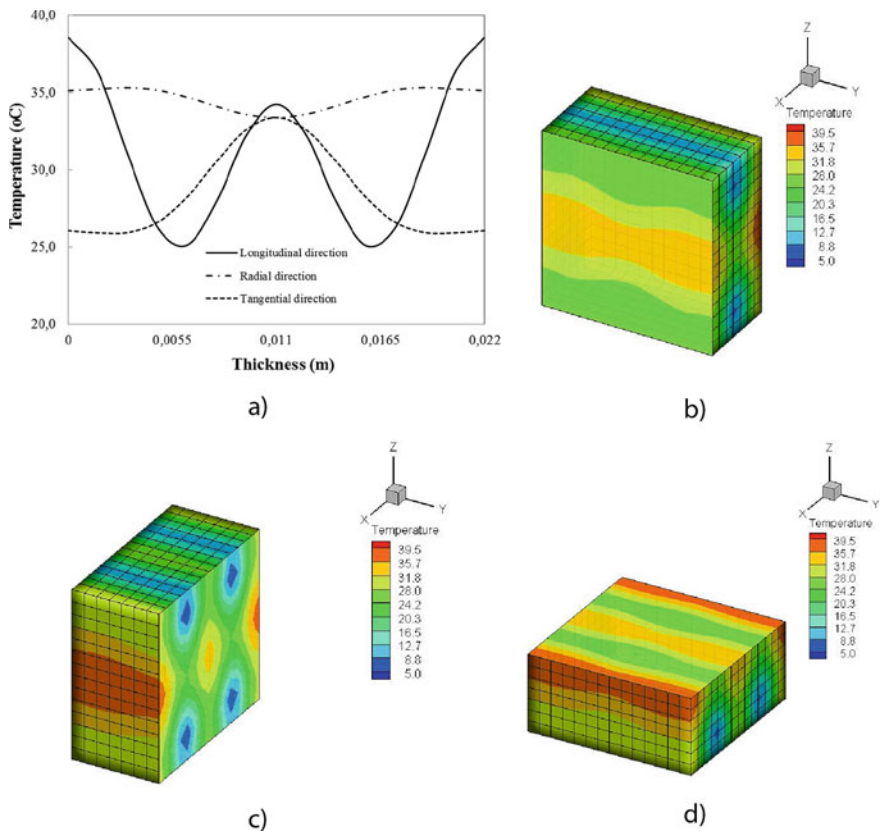 40,0
35,0
30,0
25,0
20,0
Temperature (oC)
Longitudinal direction
Radial direction
Tangential direction
0
0,0055
0,011
0,0165
0,022
Thickness (m)
a)
Z
X
Y
Temperature
39.5
35.7
31.8
28.0
24.2
20.3
16.5
12.7
8.8
5.0
b)
Z
X
Y
Temperature
39.5
35.7
31.8
28.0
24.2
20.3
16.5
12.7
8.8
5.0
c)
Z
X
Y
Temperature
39.5
35.7
31.8
28.0
24.2
20.3
16.5
12.7
8.8
5.0
d)